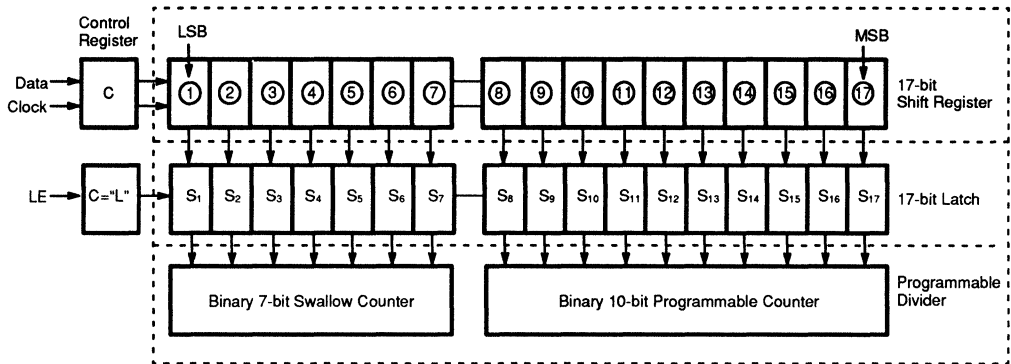 Control
Register
LSB
MSB
Data
Clock
C
1 2 3 4 5 6 7 8 9 10 11 12 13 14 15 16 17
17-bit
Shift Register
LE
C="L"
S1 S2 S3 S4 S5 S6 S7 S8 S9 S10 S11 S12 S13 S14 S15 S16 S17
17-bit Latch
Binary 7-bit Swallow Counter
Binary 10-bit Programmable Counter
Programmable
Divider